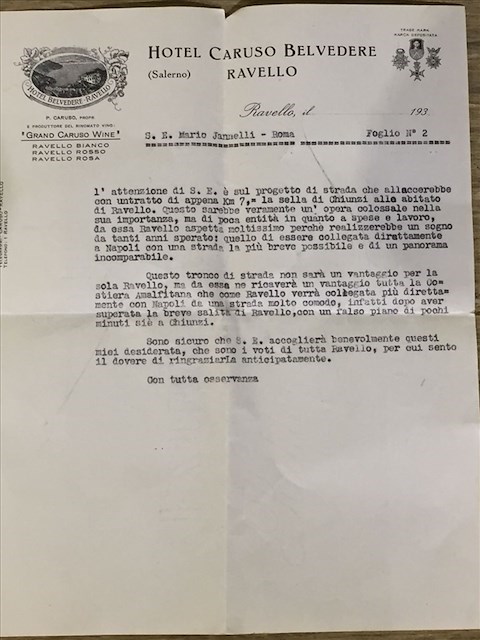 HOTEL CARUSO BELVEDERE
(Salerno) RAVELLO
TRADE MARK
MARCA DEPOSITATA
HOTEL BELVEDERE - RAVELLO
P. CARUSO, PROPR.
E PRODUTTORE DEL RINOMATO VINO:
"GRAND CARUSO WINE"
RAVELLO BIANCO
RAVELLO ROSSO
RAVELLO ROSA
Ravello, il 193
S. E. Mario Jannelli - Roma Foglio N° 2
l' attenzione di S. E. è sul progetto di strada che allaccerebbe
con untratto di appena Km 7,= la sella di Chiunzi allo abitato
di Ravello. Questo sarebbe veramente un' opera colossale nella
sua importanza, ma di poca entità in quanto a spese e lavoro,
da essa Ravello aspetta moltissimo perchè realizzerebbe un sogno
da tanti anni sperato: quello di essere collegata direttamente
a Napoli con una strada la più breve possibile e di un panorama
incomparabile.
Questo tronco di strada non sarà un vantaggio per la
sola Ravello, ma da essa ne ricaverà un vantaggio tutta la Co=
stiera Amalfitana che come Ravello verrà collegata più diretta=
mente con Napoli da una strada molto comoda, infatti dopo aver
superata la breve salita di Ravello,con un falso piano di pochi
minuti siè a Chiunzi.
Sono sicuro che S. E. accoglierà benevolmente questi
miei desiderata, che sono i voti di tutta Ravello, per cui sento
il dovere di ringraziarLa anticipatamente.
Con tutta osservanza